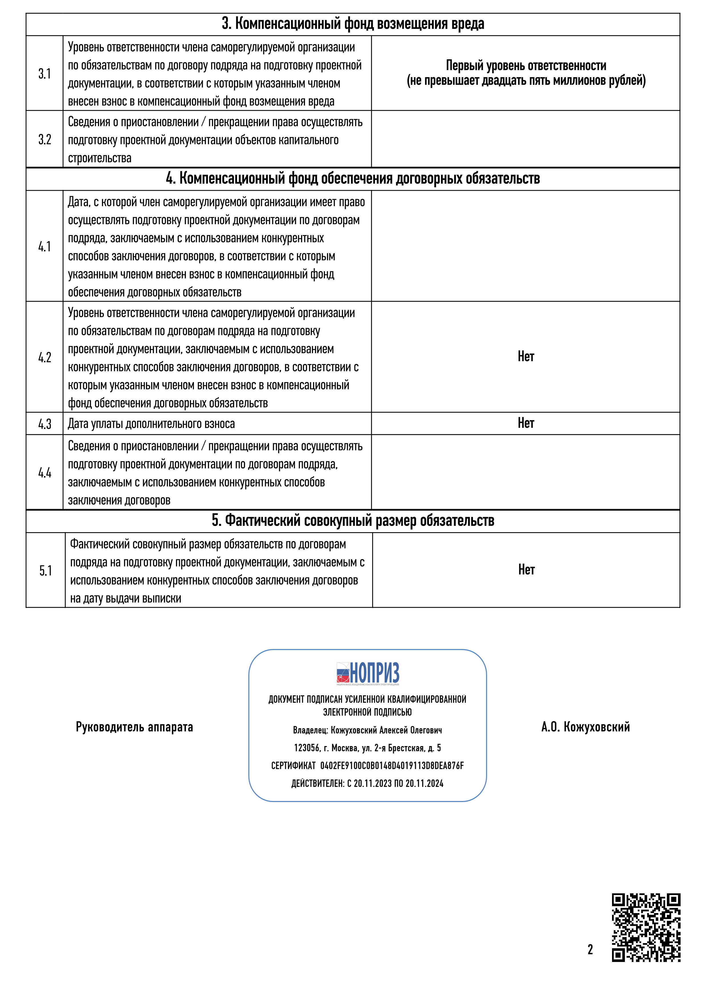 3. Компенсационный фонд возмещения вреда
3.1
Уровень ответственности члена саморегулируемой организации
по обязательствам по договору подряда на подготовку проектной
документации, в соответствии с которым указанным членом
внесен взнос в компенсационный фонд возмещения вреда
Первый уровень ответственности
(не превышает двадцать пять миллионов рублей)
3.2
Сведения о приостановлении / прекращении права осуществлять
подготовку проектной документации объектов капитального
строительства
4. Компенсационный фонд обеспечения договорных обязательств
4.1
Дата, с которой член саморегулируемой организации имеет право
осуществлять подготовку проектной документации по договорам
подряда, заключаемым с использованием конкурентных
способов заключения договоров, в соответствии с которым
указанным членом внесен взнос в компенсационный фонд
обеспечения договорных обязательств
4.2
Уровень ответственности члена саморегулируемой организации
по обязательствам по договорам подряда на подготовку
проектной документации, заключаемым с использованием
конкурентных способов заключения договоров, в соответствии с
которым указанным членом внесен взнос в компенсационный
фонд обеспечения договорных обязательств
Нет
4.3
Дата уплаты дополнительного взноса
Нет
4.4
Сведения о приостановлении / прекращении права осуществлять
подготовку проектной документации по договорам подряда,
заключаемым с использованием конкурентных способов
заключения договоров
5. Фактический совокупный размер обязательств
5.1
Фактический совокупный размер обязательств по договорам
подряда на подготовку проектной документации, заключаемым с
использованием конкурентных способов заключения договоров
на дату выдачи выписки
Нет
НОПРИЗ
НАЦИОНАЛЬНОЕ ОБЪЕДИНЕНИЕ ИЗЫСКАТЕЛЕЙ И ПРОЕКТИРОВЩИКОВ
ДОКУМЕНТ ПОДПИСАН УСИЛЕННОЙ КВАЛИФИЦИРОВАННОЙ
ЭЛЕКТРОННОЙ ПОДПИСЬЮ
Владелец: Кожуховский Алексей Олегович
123056, г. Москва, ул. 2-я Брестская, д. 5
СЕРТИФИКАТ 0402FE9100C0B0148D4019113D8DEA876F
ДЕЙСТВИТЕЛЕН: С 20.11.2023 ПО 20.11.2024
Руководитель аппарата
А.О. Кожуховский
2